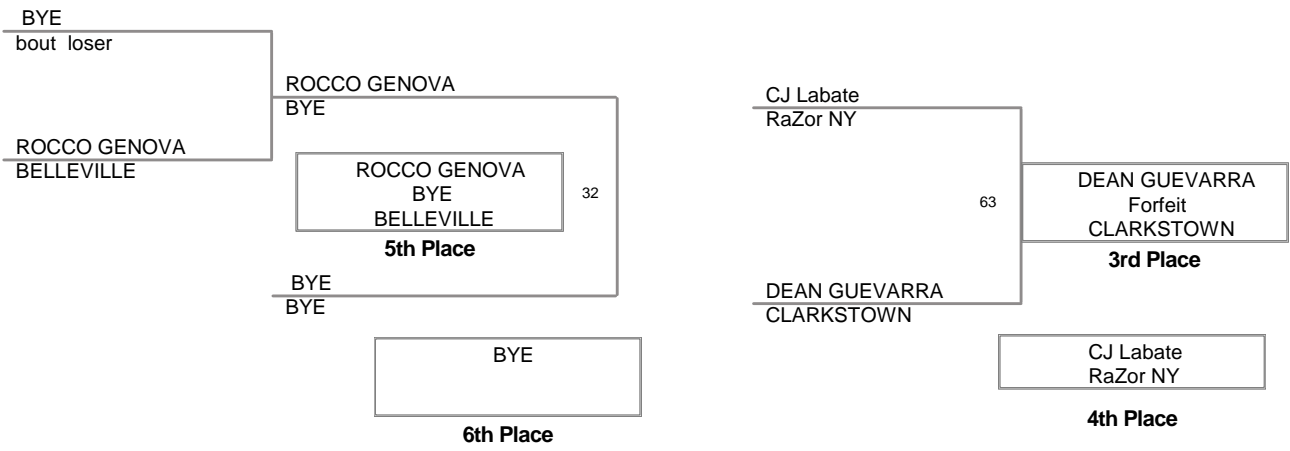 BYE
bout loser
ROCCO GENOVA
BYE
ROCCO GENOVA
BELLEVILLE
ROCCO GENOVA
BYE
BELLEVILLE
32
5th Place
BYE
BYE
BYE
6th Place
CJ Labate
RaZor NY
63
DEAN GUEVARRA
Forfeit
CLARKSTOWN
3rd Place
DEAN GUEVARRA
CLARKSTOWN
CJ Labate
RaZor NY
4th Place